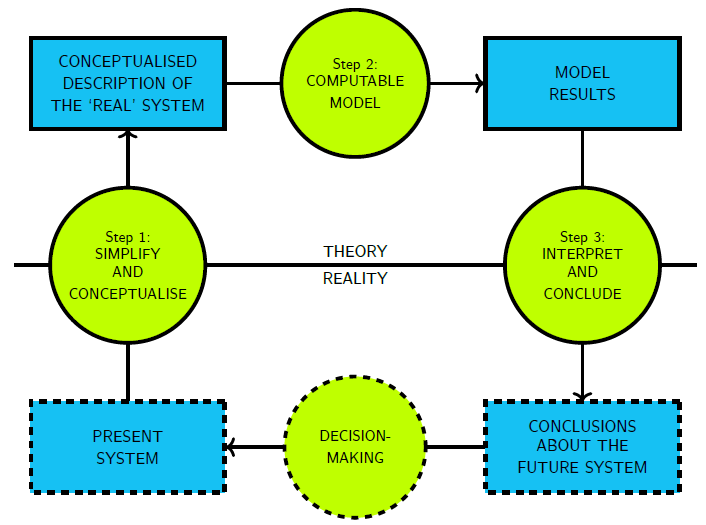 CONCEPTUALISED
DESCRIPTION OF
THE ‘REAL’ SYSTEM
Step 2:
COMPUTABLE
MODEL
MODEL
RESULTS
Step 1:
SIMPLIFY
AND
CONCEPTUALISE
THEORY
REALITY
Step 3:
INTERPRET
AND
CONCLUDE
PRESENT
SYSTEM
DECISION-
MAKING
CONCLUSIONS
ABOUT THE
FUTURE SYSTEM